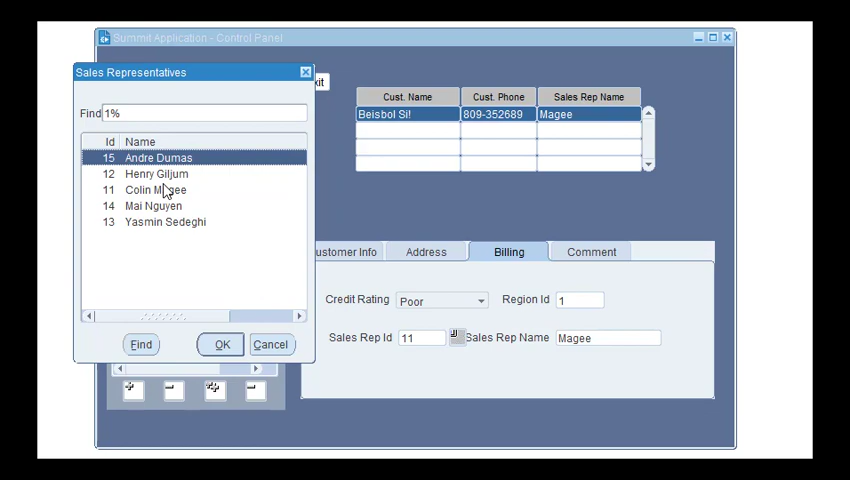 Summit Application - Control Panel
Sales Representatives
xit
Find 1%
Id Name
15 Andre Dumas
12 Henry Giljum
11 Colin Magee
14 Mai Nguyen
13 Yasmin Sedeghi
Find OK Cancel
Cust. Name Cust. Phone Sales Rep Name
Beisbol Si! 809-352689 Magee
ustomer Info Address Billing Comment
Credit Rating Poor Region Id 1
Sales Rep Id 11 Sales Rep Name Magee